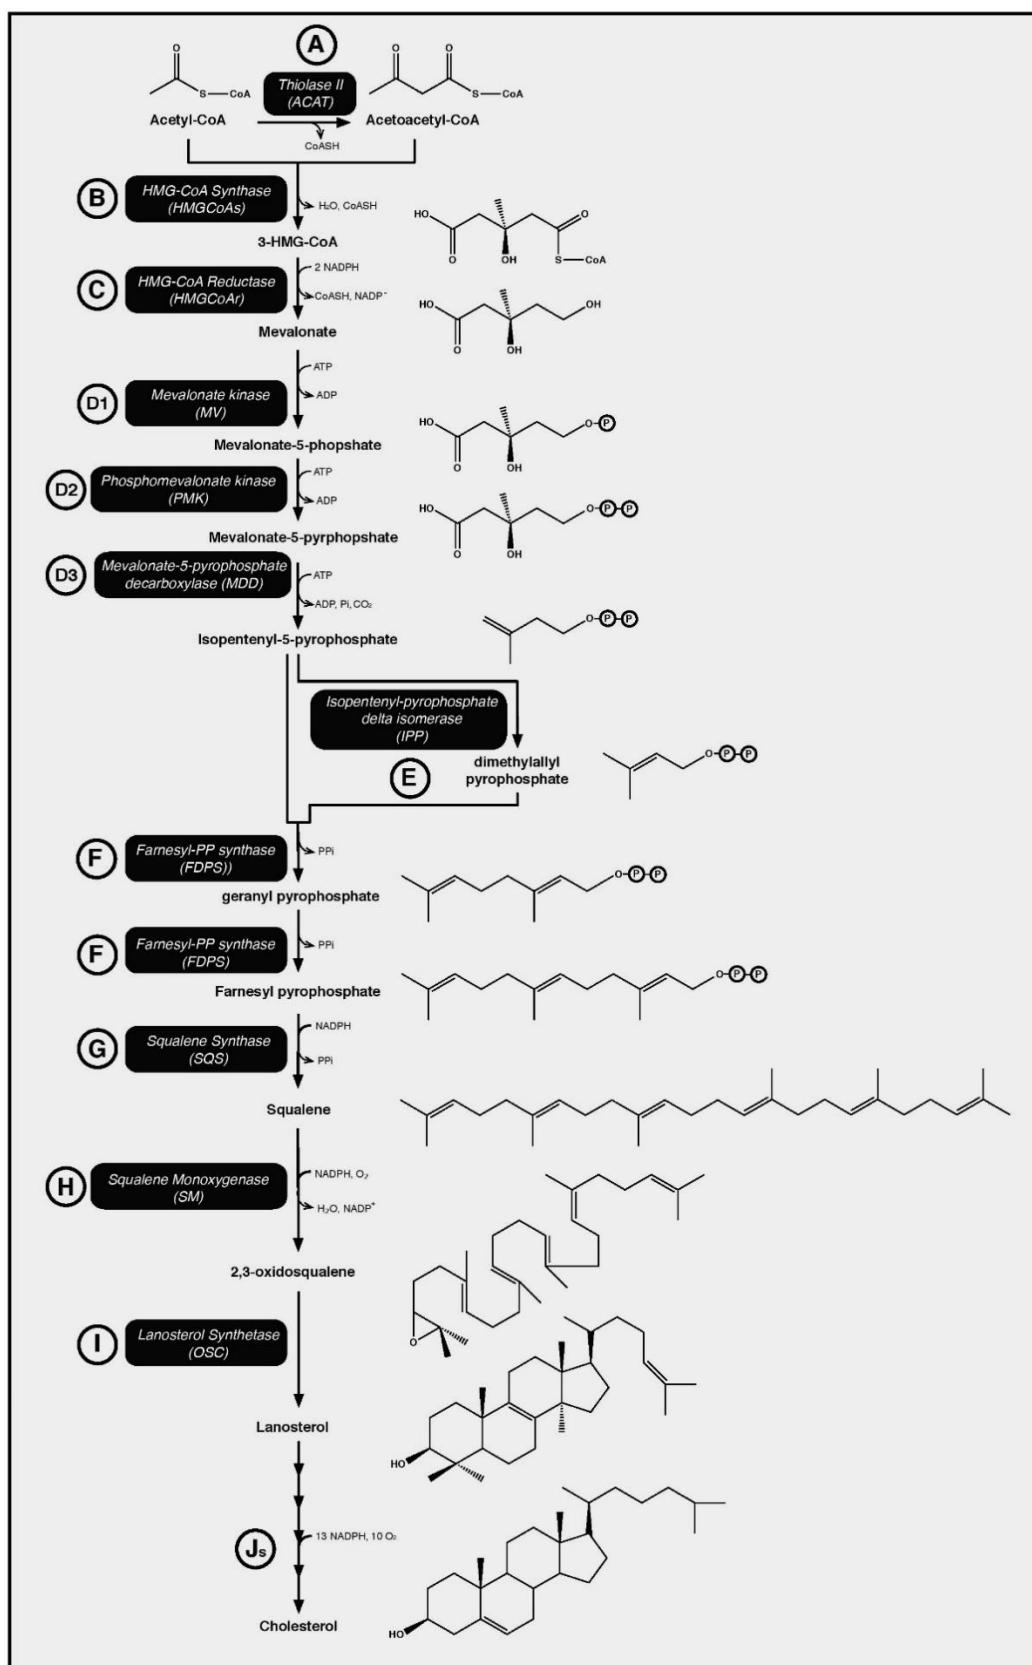 A
O
O
O
Thiolase II
(ACAT)
S—CoA
S—CoA
Acetyl-CoA
Acetoacetyl-CoA
CoASH
B
HMG-CoA Synthase
(HMGCoAs)
H₂O, CoASH
HO
O
O
OH
S—CoA
3-HMG-CoA
C
HMG-CoA Reductase
(HMGCoAr)
2 NADPH
CoASH, NADP⁻
HO
OH
O
OH
Mevalonate
D1
Mevalonate kinase
(MV)
ATP
ADP
HO
O
O-P
OH
Mevalonate-5-phopshate
D2
Phosphomevalonate kinase
(PMK)
ATP
ADP
HO
O
O-P-P
OH
Mevalonate-5-pyrphopshate
D3
Mevalonate-5-pyrophosphate
decarboxylase (MDD)
ATP
ADP, Pi, CO₂
O-P-P
Isopentenyl-5-pyrophosphate
Isopentenyl-pyrophosphate
delta isomerase
(IPP)
E
dimethylallyl
pyrophosphate
O-P-P
F
Farnesyl-PP synthase
(FDPS))
PPi
geranyl pyrophosphate
O-P-P
F
Farnesyl-PP synthase
(FDPS)
PPi
Farnesyl pyrophosphate
O-P-P
G
Squalene Synthase
(SQS)
NADPH
PPi
Squalene
H
Squalene Monoxygenase
(SM)
NADPH, O₂
H₂O, NADP⁺
2,3-oxidosqualene
O
I
Lanosterol Synthetase
(OSC)
Lanosterol
HO
Js
13 NADPH, 10 O₂
Cholesterol
HO